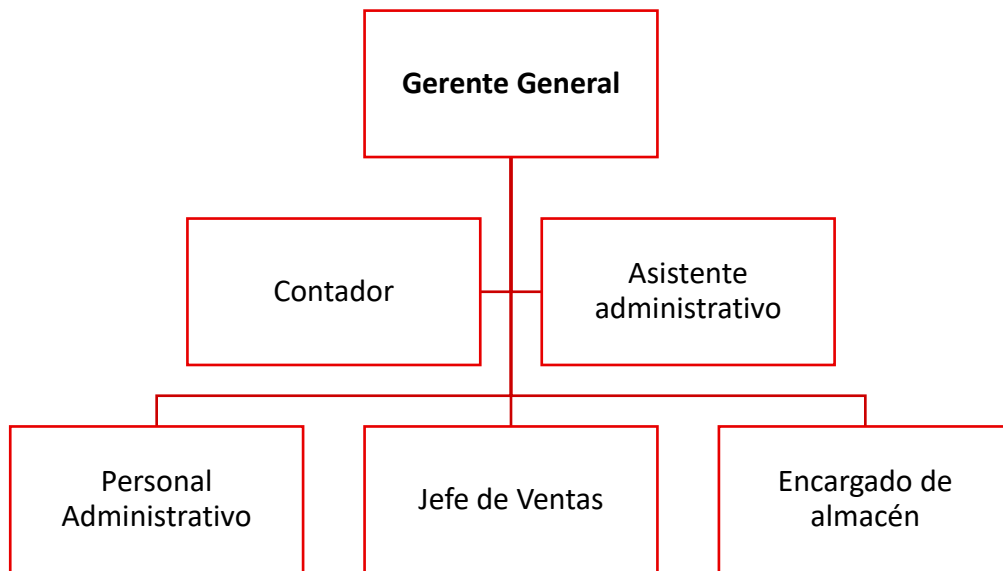 Gerente General
Contador
Asistente
administrativo
Personal
Administrativo
Jefe de Ventas
Encargado de
almacén